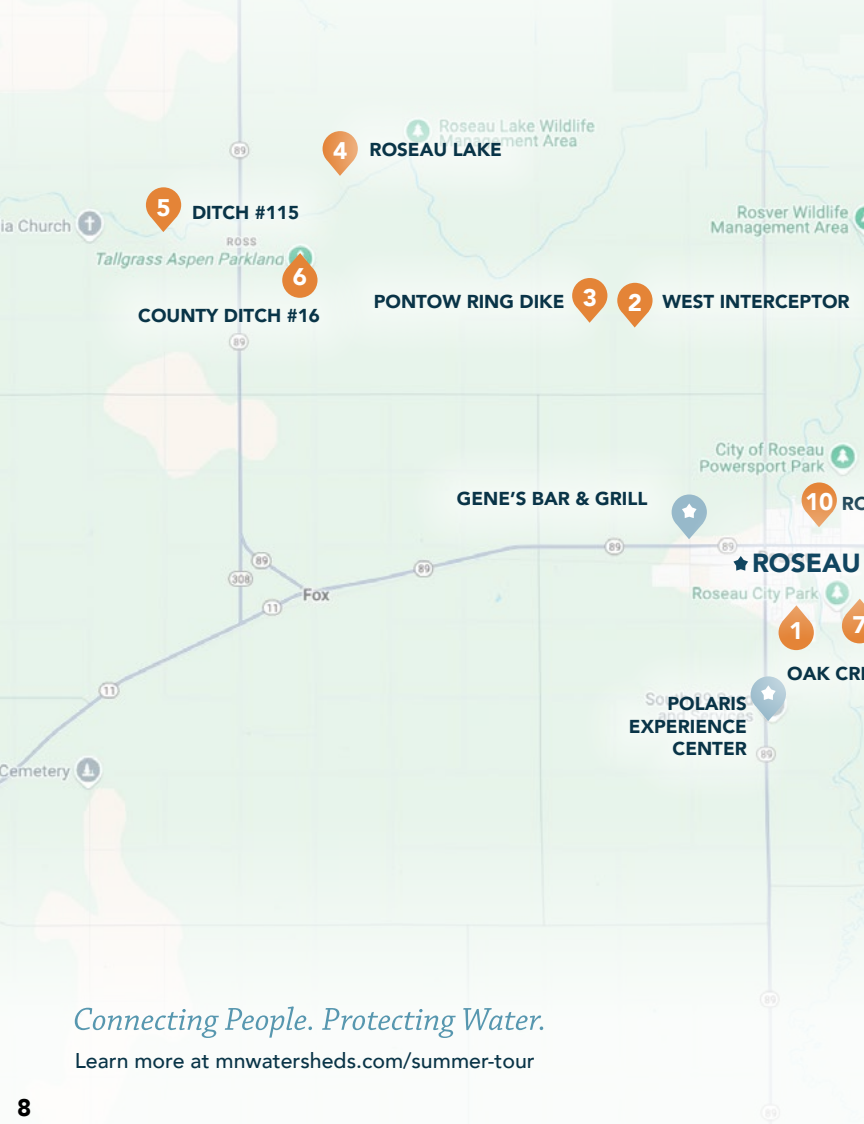 Roseau Lake Wildlife
Management Area
89
4
ROSEAU LAKE
5
DITCH #115
ia Church
ROSS
Rosver Wildlife
Management Area
Tallgrass Aspen Parkland
6
COUNTY DITCH #16
PONTOW RING DIKE
3
2
WEST INTERCEPTOR
89
City of Roseau
Powersport Park
GENE'S BAR & GRILL
10
RO
89
89
89
89
ROSEAU
308
Fox
11
Roseau City Park
1
7
OAK CRE
11
POLARIS
EXPERIENCE
CENTER
89
Cemetery
89
89
Connecting People. Protecting Water.
Learn more at mnwatersheds.com/summer-tour
8